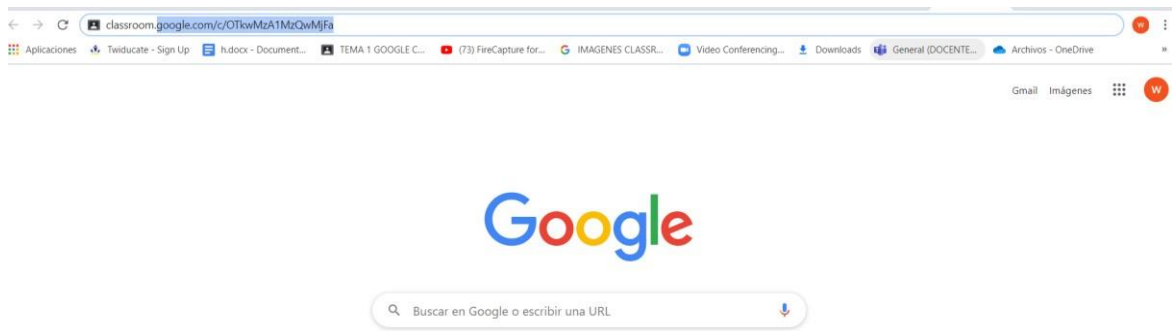 classroom.google.com/c/OTkwMzA1MzQwMjFa
W
Aplicaciones Twiducate - Sign Up h.docx - Document... TEMA 1 GOOGLE C... (73) FireCapture for... IMAGENES CLASSR... Video Conferencing... Downloads General (DOCENTE... Archivos - OneDrive »
Gmail Imágenes W
Google
Buscar en Google o escribir una URL